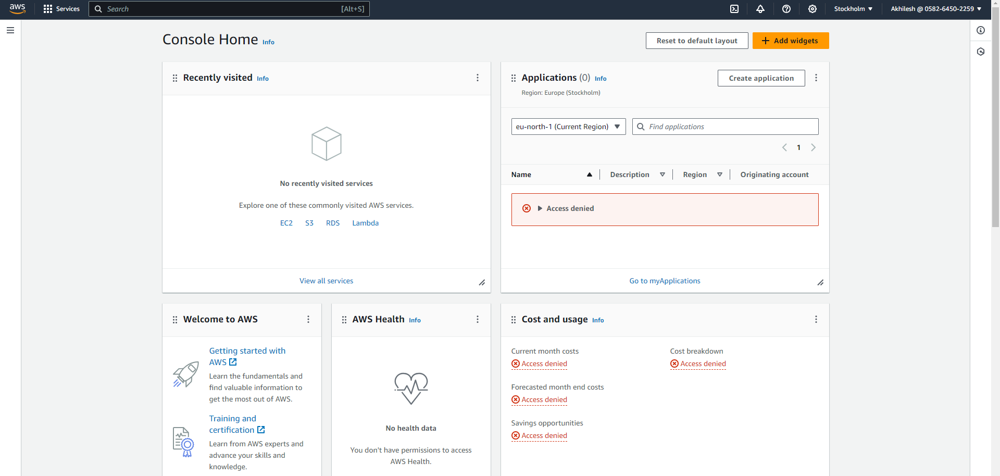 aws
Services
Search
[Alt+S]
Stockholm
Akhilesh @ 0582-6450-2259
Console Home Info
Reset to default layout
Add widgets
Recently visited Info
No recently visited services
Explore one of these commonly visited AWS services.
EC2 S3 RDS Lambda
View all services
Applications (0) Info
Region: Europe (Stockholm)
Create application
eu-north-1 (Current Region)
Find applications
1
Name Description Region Originating account
Access denied
Go to myApplications
Welcome to AWS
Getting started with
AWS
Learn the fundamentals and
find valuable information to
get the most out of AWS.
Training and
certification
Learn from AWS experts and
advance your skills and
knowledge.
AWS Health Info
No health data
You don't have permissions to access
AWS Health.
Cost and usage Info
Current month costs
Access denied
Forecasted month end costs
Access denied
Savings opportunities
Access denied
Cost breakdown
Access denied